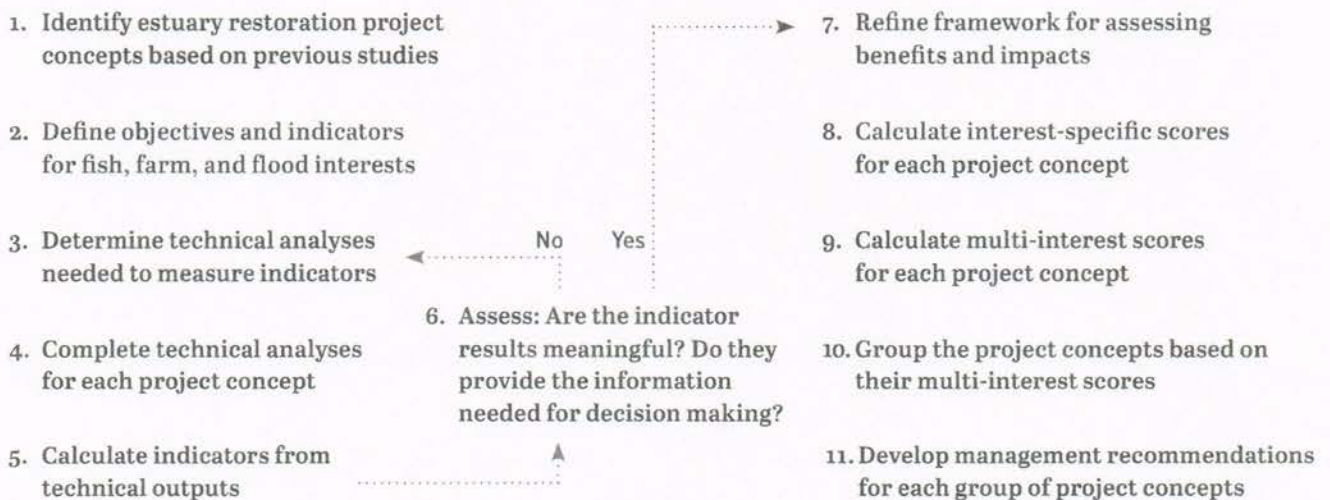 1. Identify estuary restoration project
concepts based on previous studies
2. Define objectives and indicators
for fish, farm, and flood interests
3. Determine technical analyses
needed to measure indicators
4. Complete technical analyses
for each project concept
5. Calculate indicators from
technical outputs
No Yes
6. Assess: Are the indicator
results meaningful? Do they
provide the information
needed for decision making?
7. Refine framework for assessing
benefits and impacts
8. Calculate interest-specific scores
for each project concept
9. Calculate multi-interest scores
for each project concept
10. Group the project concepts based on
their multi-interest scores
11. Develop management recommendations
for each group of project concepts